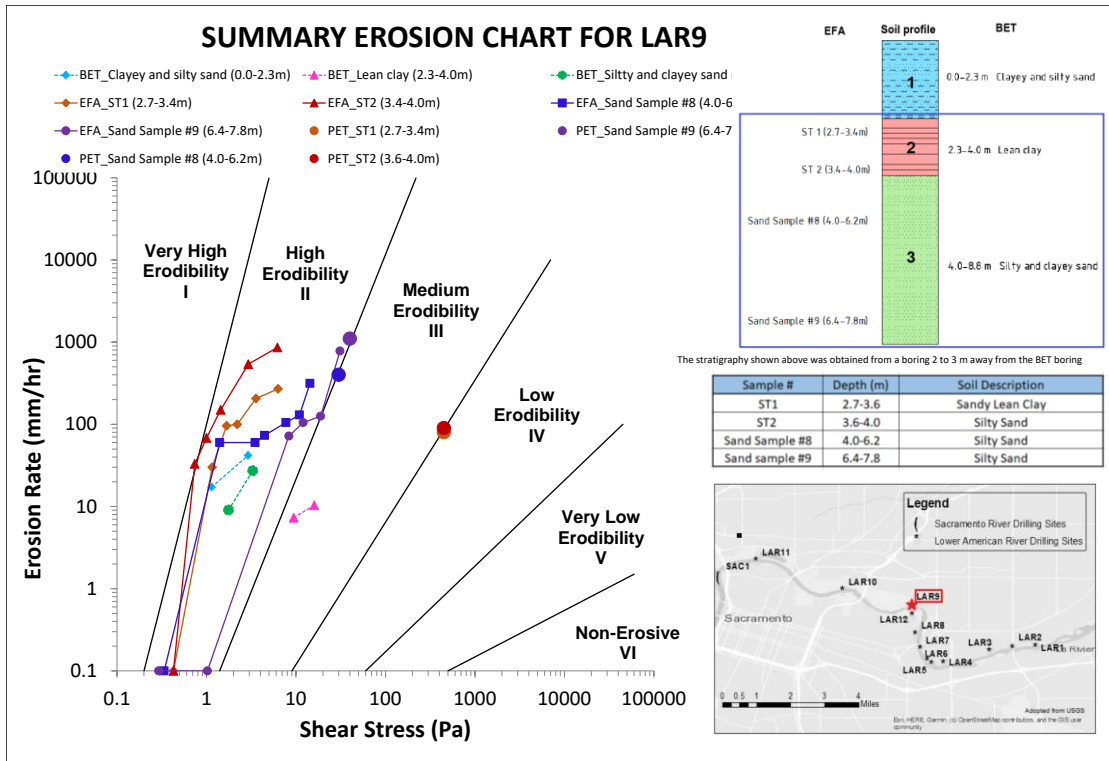 SUMMARY EROSION CHART FOR LAR9
BET_Clayey and silty sand (0.0-2.3m)
BET_Lean clay (2.3-4.0m)
BET_Siltty and clayey sand (
EFA_ST1 (2.7-3.4m)
EFA_ST2 (3.4-4.0m)
EFA_Sand Sample #8 (4.0-6
EFA_Sand Sample #9 (6.4-7.8m)
PET_ST1 (2.7-3.4m)
PET_Sand Sample #9 (6.4-7
PET_Sand Sample #8 (4.0-6.2m)
PET_ST2 (3.6-4.0m)
100000
10000
1000
100
10
1
0.1
Erosion Rate (mm/hr)
Very High
Erodibility
I
High
Erodibility
II
Medium
Erodibility
III
Low
Erodibility
IV
Very Low
Erodibility
V
Non-Erosive
VI
0.1
1
10
100
1000
10000
100000
Shear Stress (Pa)
EFA
Soil profile
BET
1
0.0-2.3 m Clayey and silty sand
ST 1 (2.7-3.4m)
2
2.3-4.0 m Lean clay
ST 2 (3.4-4.0m)
Sand Sample #8 (4.0-6.2m)
3
4.0-8.8 m Silty and clayey sand
Sand Sample #9 (6.4-7.8m)
The stratigraphy shown above was obtained from a boring 2 to 3 m away from the BET boring
Sample # Depth (m) Soil Description
ST1 2.7-3.6 Sandy Lean Clay
ST2 3.6-4.0 Silty Sand
Sand Sample #8 4.0-6.2 Silty Sand
Sand sample #9 6.4-7.8 Silty Sand
Legend
Sacramento River Drilling Sites
Lower American River Drilling Sites
LAR11
SAC1
LAR10
LAR9
LAR12
LAR8
LAR7
LAR6
LAR5
LAR4
LAR3
LAR2
LAR1
River
Sacramento
0 0.5 1 2 3 4
Miles
Adopted from USGS
Esri, HERE, Garmin, (c) OpenStreetMap contributors, and the GIS user
community